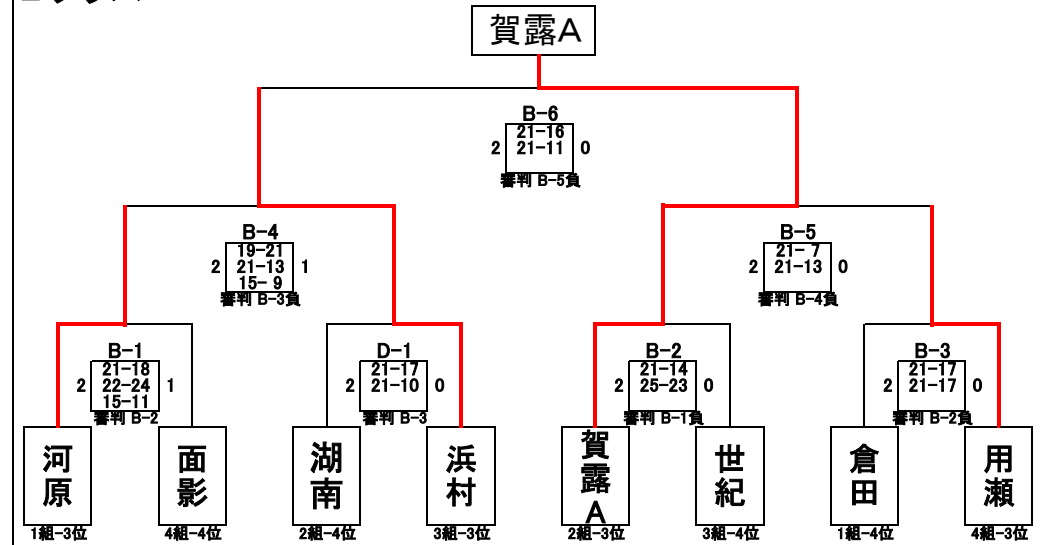 賀露A
B-6
21-16
2 21-11 0
審判 B-5負
B-4
19-21
2 21-13 1
15- 9
審判 B-3負
B-5
21- 7
2 21-13 0
審判 B-4負
B-1
21-18
2 22-24 1
15-11
審判 B-2
D-1
21-17
2 21-10 0
審判 B-3
B-2
21-14
2 25-23 0
審判 B-1負
B-3
21-17
2 21-17 0
審判 B-2負
河原
面影
湖南
浜村
賀露A
世紀
倉田
用瀬
1組-3位
4組-4位
2組-4位
3組-3位
2組-3位
3組-4位
1組-4位
4組-3位